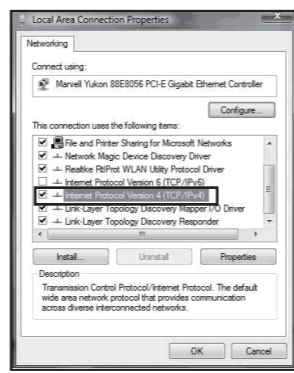 Local Area Connection Properties
Networking
Connect using:
Marvell Yukon 88E8056 PCI-E Gigabit Ethernet Controller
Configure...
This connection uses the following items:
File and Printer Sharing for Microsoft Networks
Network Magic Device Discovery Driver
Realtke RtlProt WLAN Utility Protocol Driver
Internet Protocol Version 6 (TCP/IPv6)
Internet Protocol Version 4 (TCP/IPv4)
Link-Layer Topology Discovery Mapper I/O Driver
Link-Layer Topology Discovery Responder
Install...
Uninstall
Properties
Description
Transmission Control Protocol/Internet Protocol. The default
wide area network protocol that provides communication
across diverse interconnected networks.
OK
Cancel